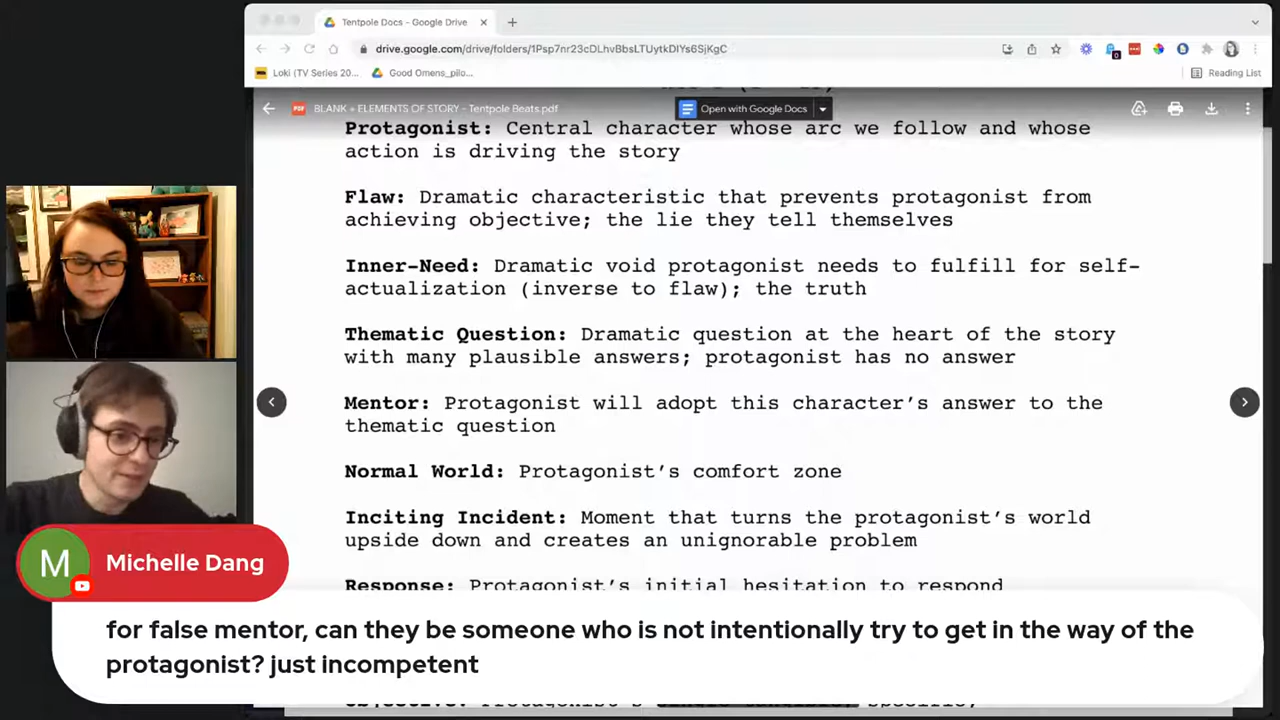 Tentpole Docs - Google Drive
drive.google.com/drive/folders/1Psp7nr23cDLhvBbsLTUytkDIYs6SjKgC
Loki (TV Series 20...
Good Omens_pilo...
Reading List
BLANK + ELEMENTS OF STORY - Tentpole Beats.pdf
Open with Google Docs
Protagonist: Central character whose arc we follow and whose
action is driving the story
Flaw: Dramatic characteristic that prevents protagonist from
achieving objective; the lie they tell themselves
Inner-Need: Dramatic void protagonist needs to fulfill for self-
actualization (inverse to flaw); the truth
Thematic Question: Dramatic question at the heart of the story
with many plausible answers; protagonist has no answer
Mentor: Protagonist will adopt this character's answer to the
thematic question
Normal World: Protagonist's comfort zone
Inciting Incident: Moment that turns the protagonist's world
upside down and creates an unignorable problem
Response: Protagonist's initial hesitation to respond
M
Michelle Dang
for false mentor, can they be someone who is not intentionally try to get in the way of the
protagonist? just incompetent